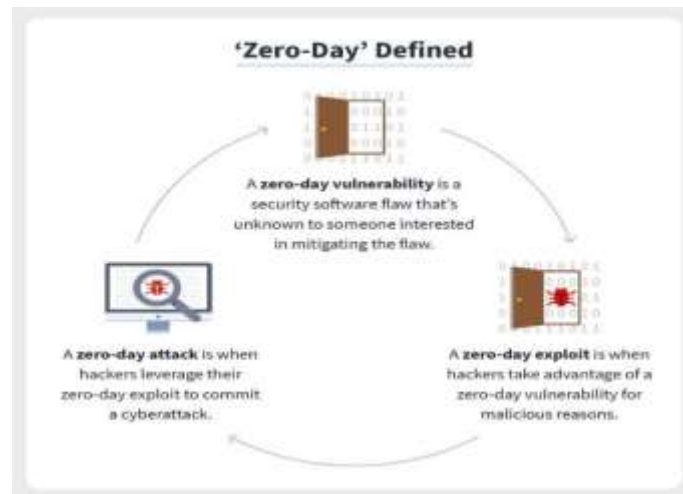 ‘Zero-Day’ Defined
A zero-day vulnerability is a
security software flaw that's
unknown to someone interested
in mitigating the flaw.
A zero-day attack is when
hackers leverage their
zero-day exploit to commit
a cyberattack.
A zero-day exploit is when
hackers take advantage of a
zero-day vulnerability for
malicious reasons.